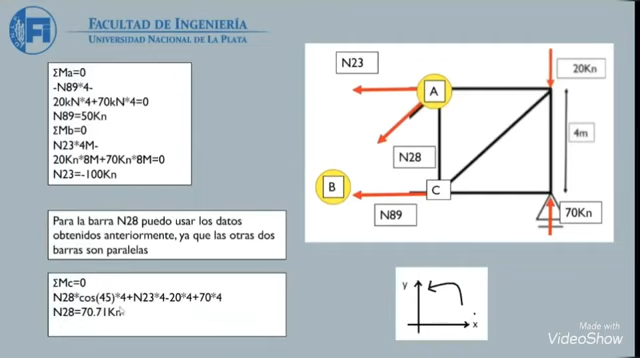 FACULTAD DE INGENIERÍA
UNIVERSIDAD NACIONAL DE LA PLATA
ΣMa=0
-N89*4-
20kN*4+70kN*4=0
N89=50Kn
ΣMb=0
N23*4M-
20Kn*8M+70Kn*8M=0
N23=-100Kn
Para la barra N28 puedo usar los datos
obtenidos anteriormente, ya que las otras dos
barras son paralelas
ΣMc=0
N28*cos(45)*4+N23*4-20*4+70*4
N28=70.71Kn
N23
A
20Kn
4m
N28
B
C
N89
70Kn
y
x
Made with
VideoShow